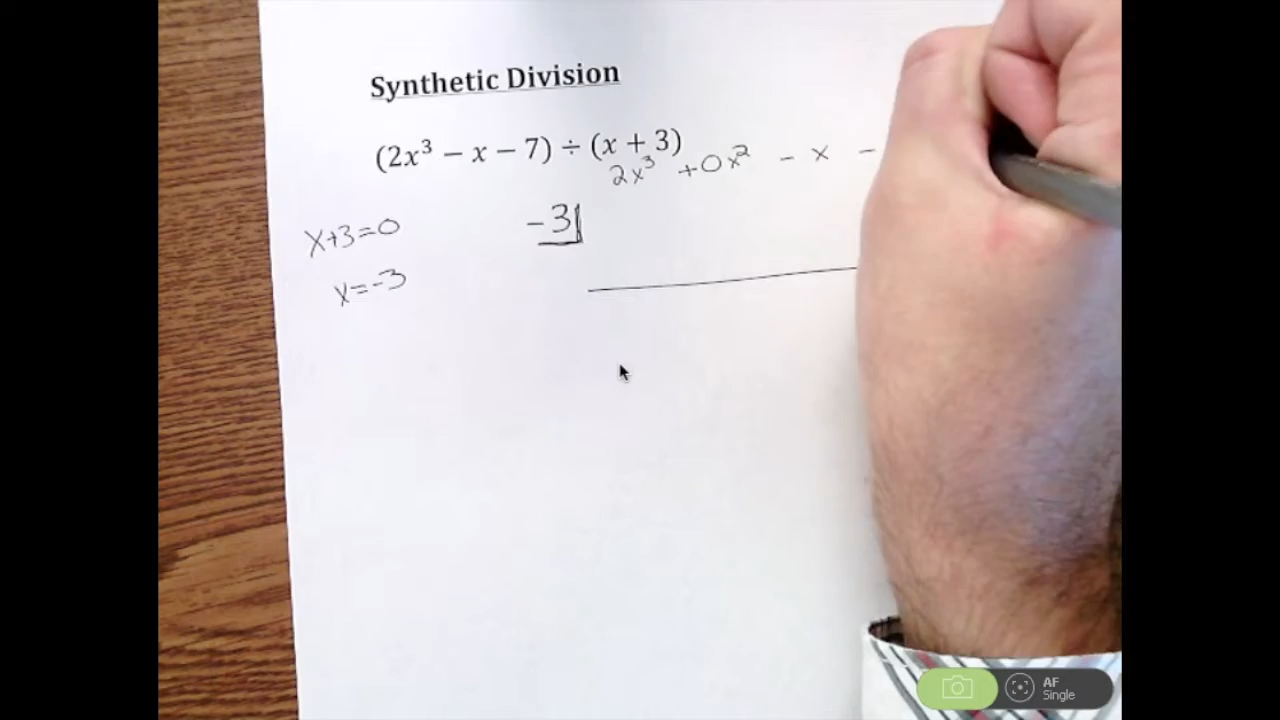 Synthetic Division
(2x³ − x − 7) ÷ (x + 3)
2x³ +0x² - x -
x+3=0
-3
x=-3
AF
Single